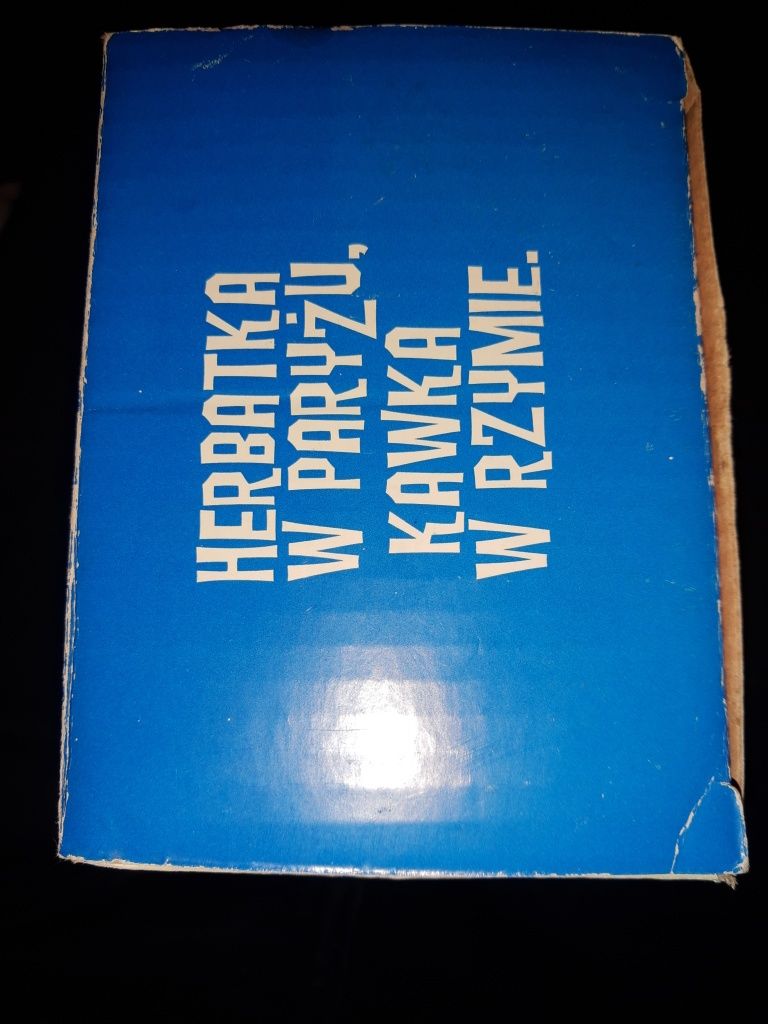 HERBATKA
W PARYŻU,
KAWKA
W RZYMIE.